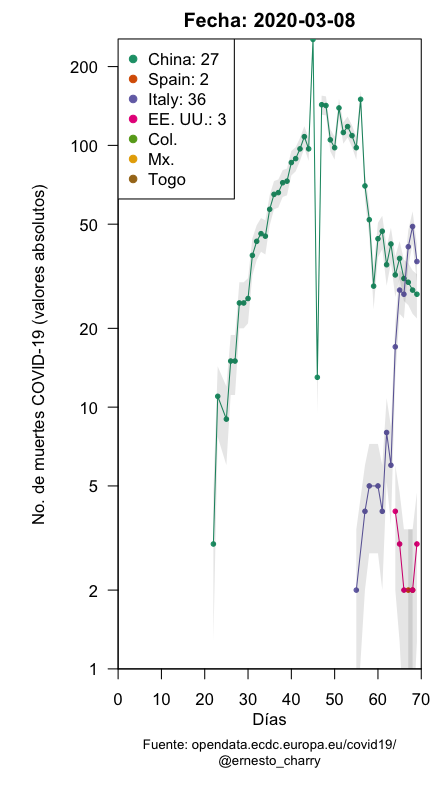 Fecha: 2020-03-08
China: 27
Spain: 2
Italy: 36
EE. UU.: 3
Col.
Mx.
Togo
No. de muertes COVID-19 (valores absolutos)
200
100
50
20
10
5
2
1
0 10 20 30 40 50 60 70
Días
Fuente: opendata.ecdc.europa.eu/covid19/
@ernesto_charry